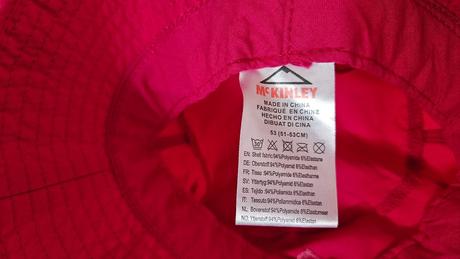 McKINLEY
MADE IN CHINA
FABRIQUE EN CHINE
HECHO EN CHINA
DIBUAT DI CINA
53 (51-53CM)
EN: Shell fabric:94%Polyamide 6%Elastane
DE: Oberstoff:94%Polyamid 6%Elasthan
FR: Tissu :94%Polyamide 6%Élasthanne
SV: Yttertyg:94%Polyamid 6%Elastan
ES: Tejido :94%Poliamida 6%Elastano
IT: Tessuto:94%Poliammidica 6%Elastan
NL: Bovenstof:94%Polyamide 6%Elastomeer
NO: Ytterstoff:94%Polyamid 6%Elastan